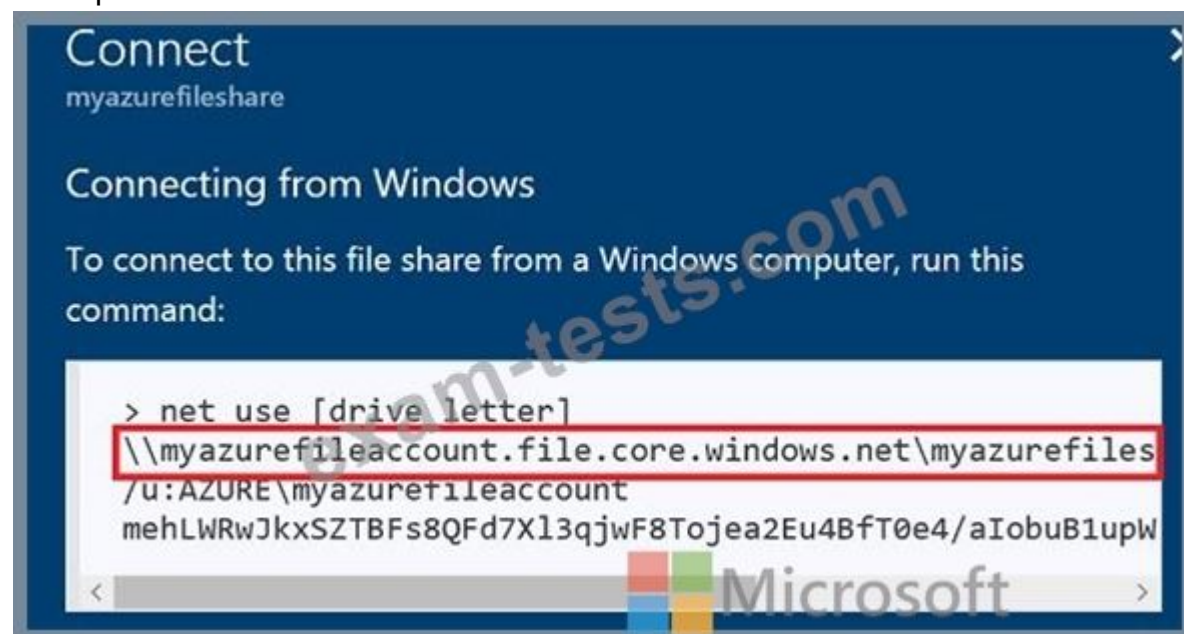 Connect
myazurefileshare
Connecting from Windows
To connect to this file share from a Windows computer, run this
command:
> net use [drive letter]
\\myazurefileaccount.file.core.windows.net\myazurefiles
/u:AZURE\myazurefileaccount
mehLWRwJkxSZTBFs8QFd7Xl3qjwF8Tojea2Eu4BfT0e4/aIobuB1upW
exam-tests.com
Microsoft